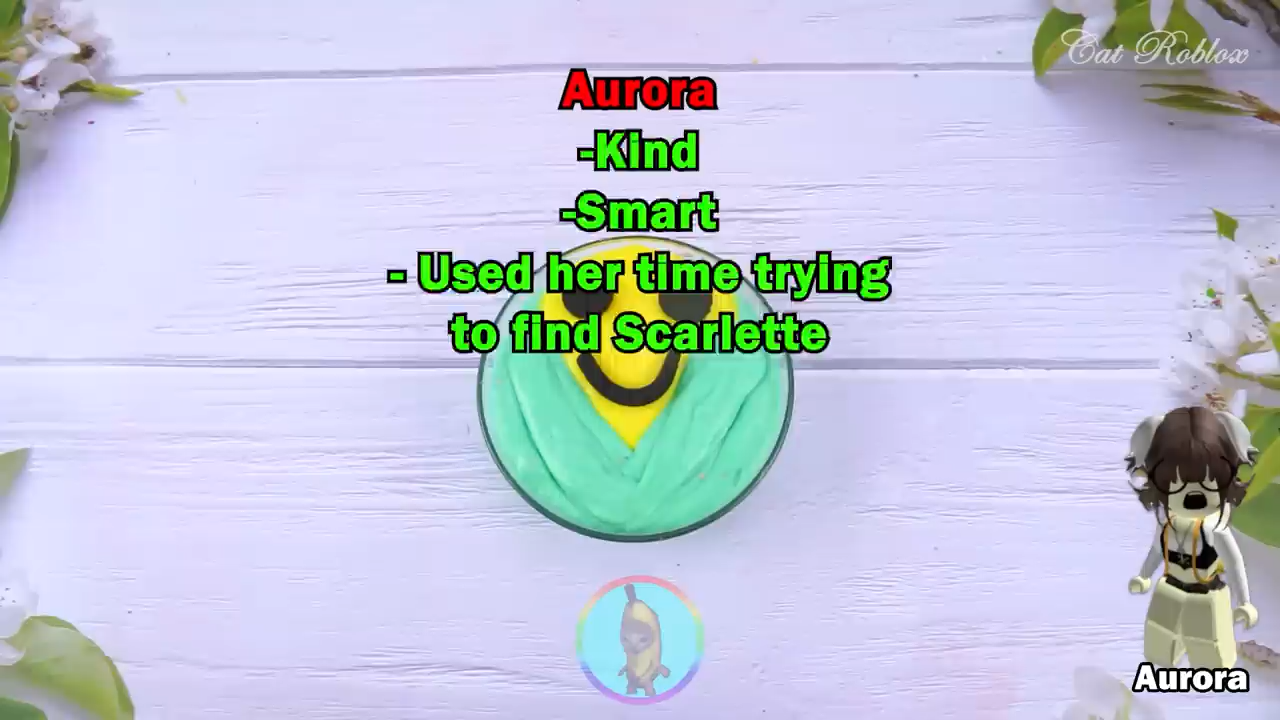 Cat Roblox
Aurora
-Kind
-Smart
- Used her time trying
to find Scarlette
Aurora